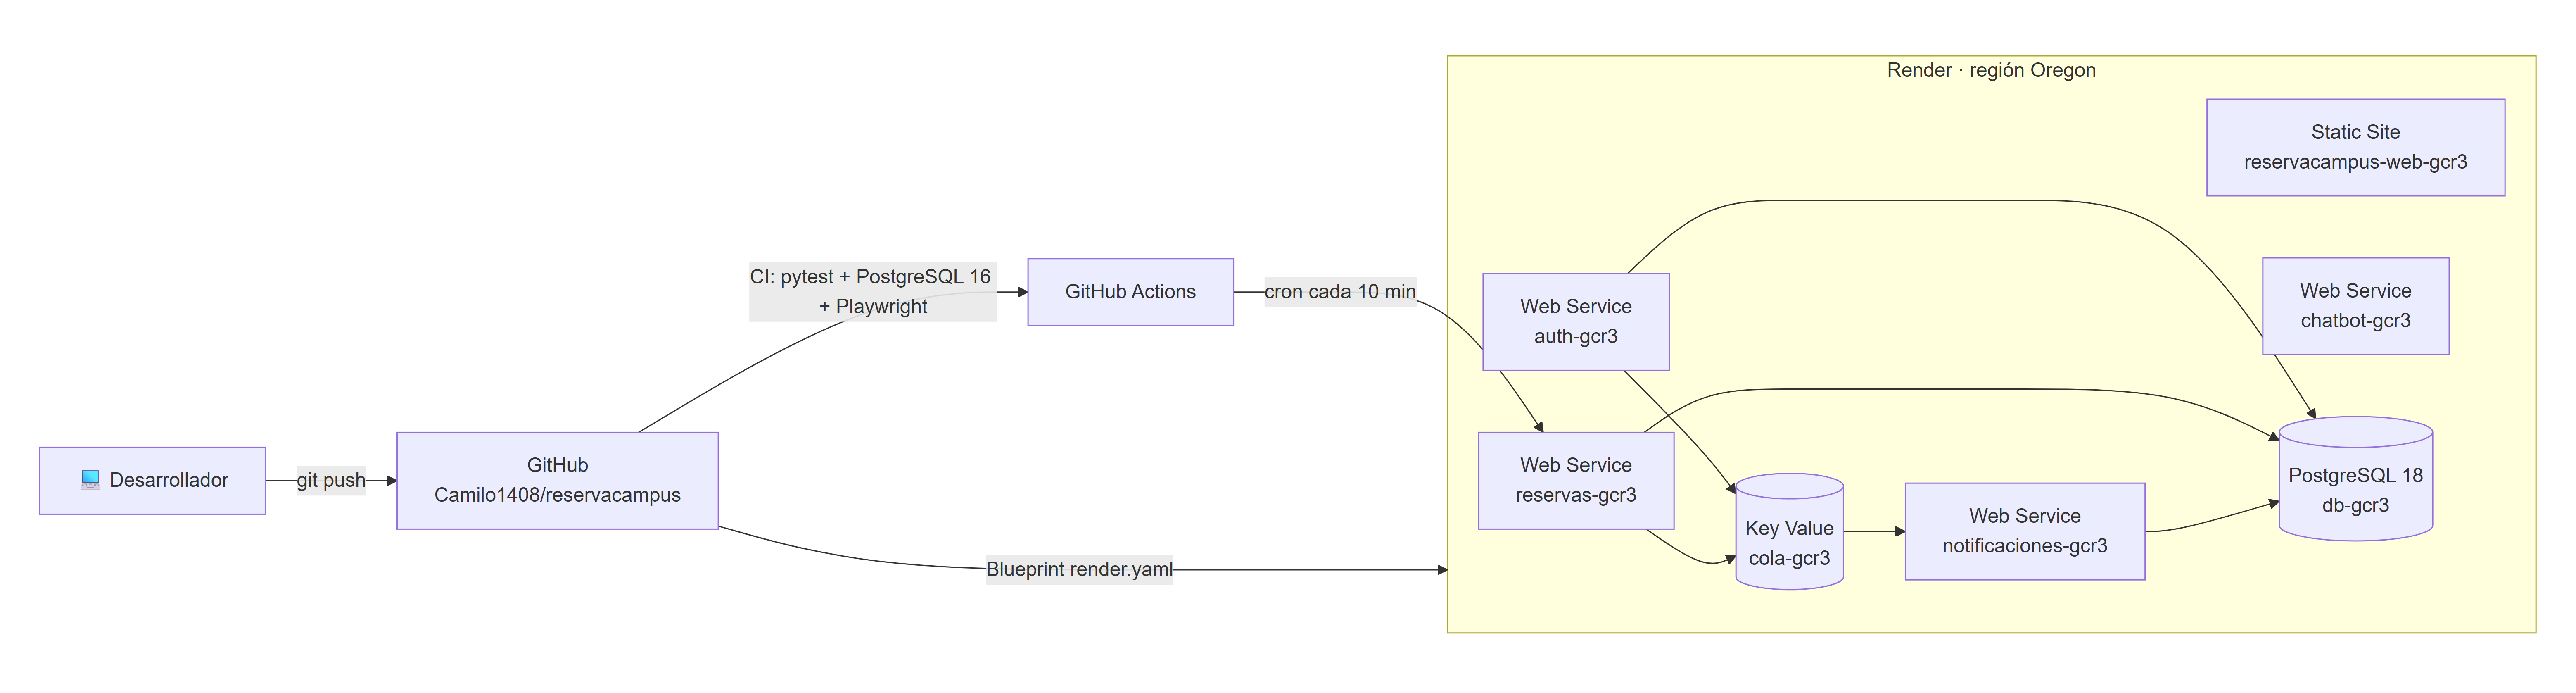 Render · región Oregon
Static Site
reservacampus-web-gcr3
CI: pytest + PostgreSQL 16
+ Playwright
GitHub Actions
cron cada 10 min
Web Service
auth-gcr3
Web Service
chatbot-gcr3
💻 Desarrollador
git push
GitHub
Camilo1408/reservacampus
Web Service
reservas-gcr3
Key Value
cola-gcr3
Web Service
notificaciones-gcr3
PostgreSQL 18
db-gcr3
Blueprint render.yaml